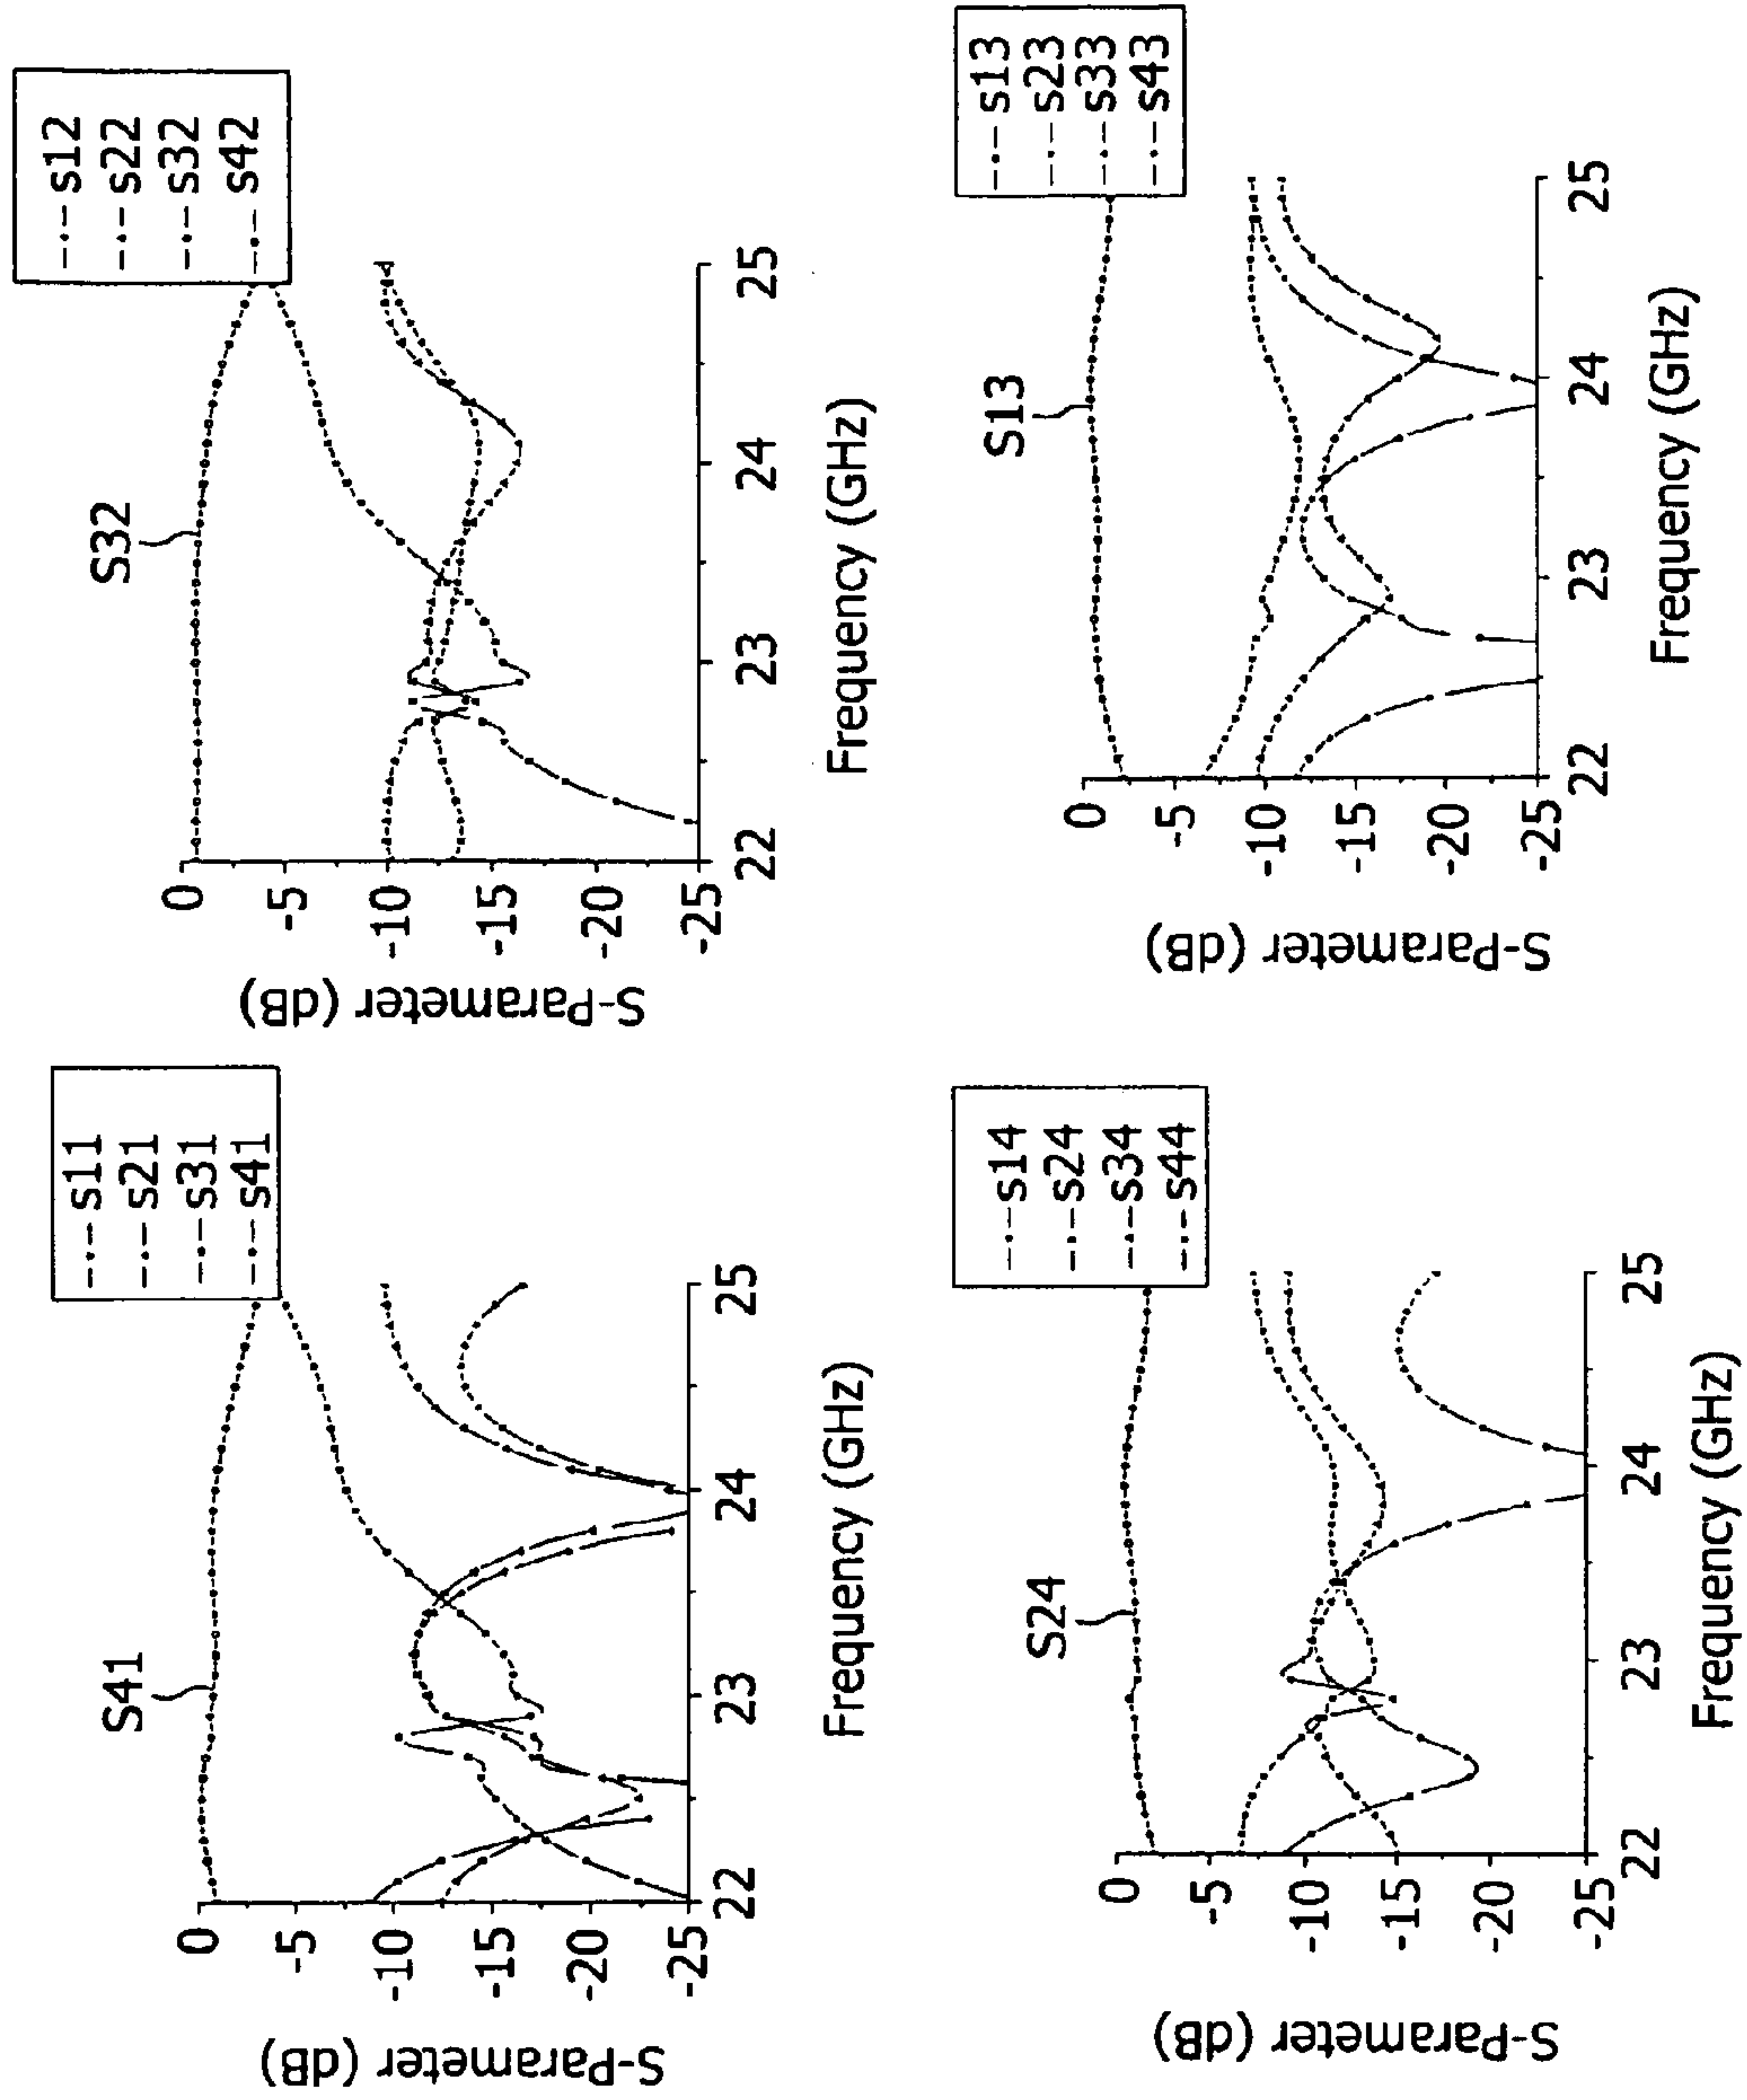 S41
s11
s21
s31
s41
0
-5
-10
-15
-20
-25
22
23
24
25
S-Parameter (dB)
Frequency (GHz)
S32
s12
s22
s32
s42
0
-5
-10
-15
-20
-25
22
23
24
25
S-Parameter (dB)
Frequency (GHz)
S24
s14
s24
s34
s44
0
-5
-10
-15
-20
-25
22
23
24
25
S-Parameter (dB)
Frequency (GHz)
S13
s13
s23
s33
s43
0
-5
-10
-15
-20
-25
22
23
24
25
S-Parameter (dB)
Frequency (GHz)